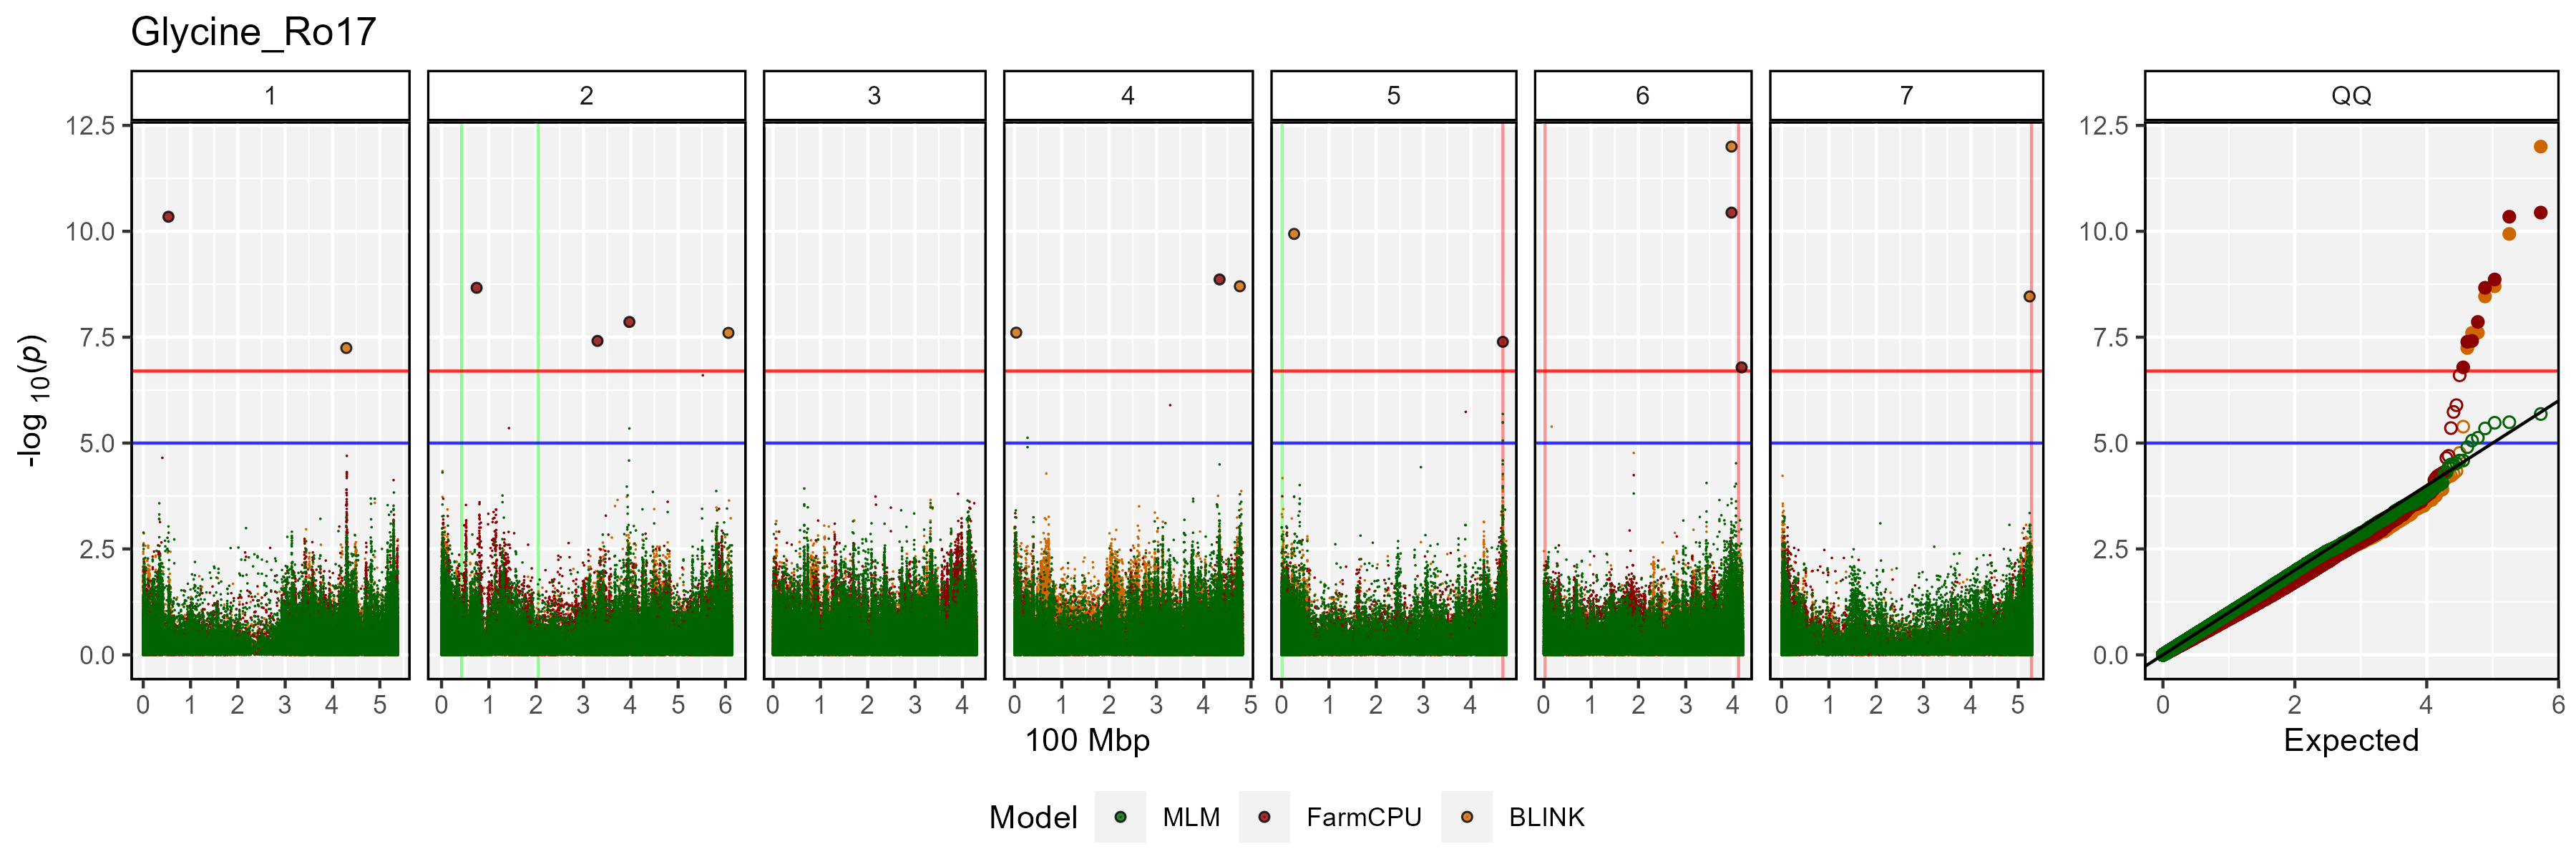 Glycine_Ro17
1 2 3 4 5 6 7 QQ
12.5 10.0 7.5 5.0 2.5 0.0
-log 10(p)
12.5 10.0 7.5 5.0 2.5 0.0
0 1 2 3 4 5 0 1 2 3 4 5 6 0 1 2 3 4 0 1 2 3 4 5 0 1 2 3 4 0 1 2 3 4 0 1 2 3 4 5 0 2 4 6
100 Mbp Expected
Model MLM FarmCPU BLINK